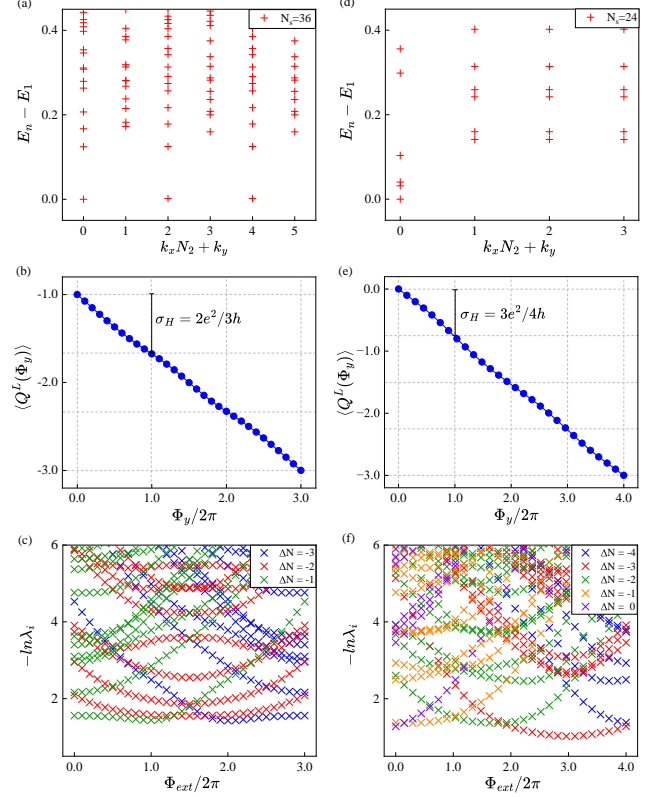 (a)
N_s=36
0.4
0.2
0.0
E_n − E_1
0 1 2 3 4 5
k_xN_2 + k_y
(d)
N_s=24
0.4
0.2
0.0
E_n − E_1
0 1 2 3
k_xN_2 + k_y
(b)
-1.0
-2.0
-3.0
σ_H = 2e²/3h
⟨Q^L(Φ_y)⟩
0.0 1.0 2.0 3.0
Φ_y/2π
(e)
0.0
-1.0
-2.0
-3.0
σ_H = 3e²/4h
⟨Q^L(Φ_y)⟩
0.0 1.0 2.0 3.0 4.0
Φ_y/2π
(c)
6
4
2
ΔN = -3
ΔN = -2
ΔN = -1
−lnλ_i
0.0 1.0 2.0 3.0
Φ_ext/2π
(f)
6
4
2
ΔN = -4
ΔN = -3
ΔN = -2
ΔN = -1
ΔN = 0
−lnλ_i
0.0 1.0 2.0 3.0 4.0
Φ_ext/2π